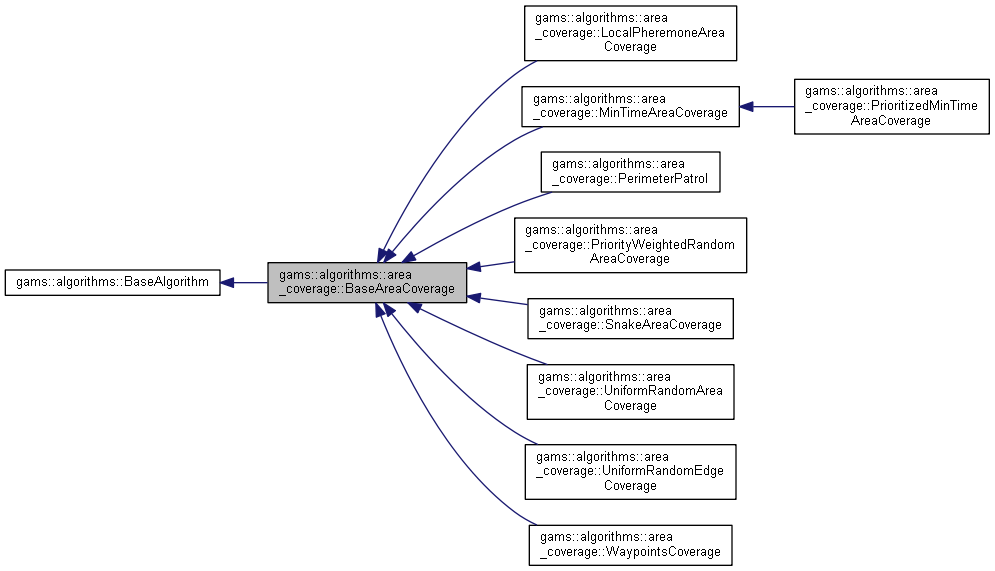 gams::algorithms::area
_coverage::LocalPheremoneArea
Coverage
gams::algorithms::area
_coverage::MinTimeAreaCoverage
gams::algorithms::area
_coverage::PrioritizedMinTime
AreaCoverage
gams::algorithms::area
_coverage::PerimeterPatrol
gams::algorithms::area
_coverage::PriorityWeightedRandom
AreaCoverage
gams::algorithms::BaseAlgorithm
gams::algorithms::area
_coverage::BaseAreaCoverage
gams::algorithms::area
_coverage::SnakeAreaCoverage
gams::algorithms::area
_coverage::UniformRandomArea
Coverage
gams::algorithms::area
_coverage::UniformRandomEdge
Coverage
gams::algorithms::area
_coverage::WaypointsCoverage